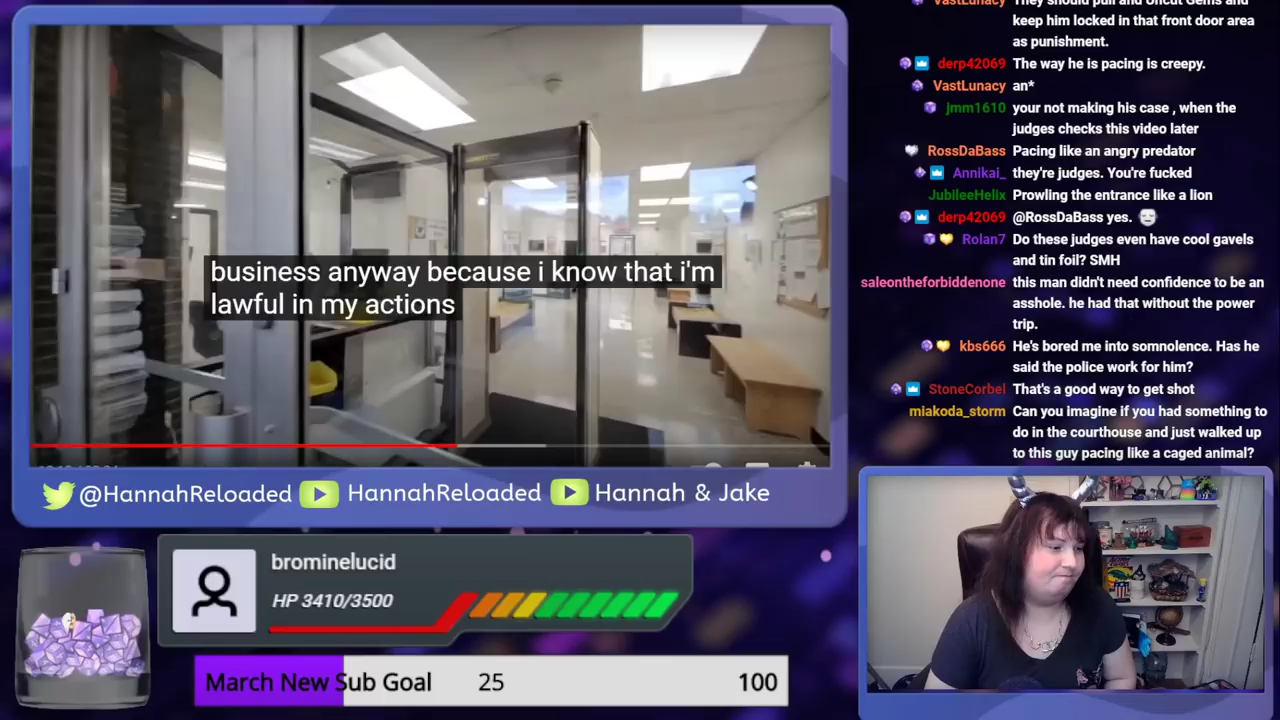 business anyway because i know that i'm
lawful in my actions
@HannahReloaded HannahReloaded Hannah & Jake
brominelucid
HP 3410/3500
March New Sub Goal 25 100
VastLunacy They should pull and Uncut Gems and
keep him locked in that front door area
as punishment.
derp42069 The way he is pacing is creepy.
VastLunacy an*
jmm1610 your not making his case , when the
judges checks this video later
RossDaBass Pacing like an angry predator
Annikai_ they're judges. You're fucked
JubileeHelix Prowling the entrance like a lion
derp42069 @RossDaBass yes.
Rolan7 Do these judges even have cool gavels
and tin foil? SMH
saleontheforbiddenone this man didn't need confidence to be an
asshole. he had that without the power
trip.
kbs666 He's bored me into somnolence. Has he
said the police work for him?
StoneCorbel That's a good way to get shot
miakoda_storm Can you imagine if you had something to
do in the courthouse and just walked up
to this guy pacing like a caged animal?